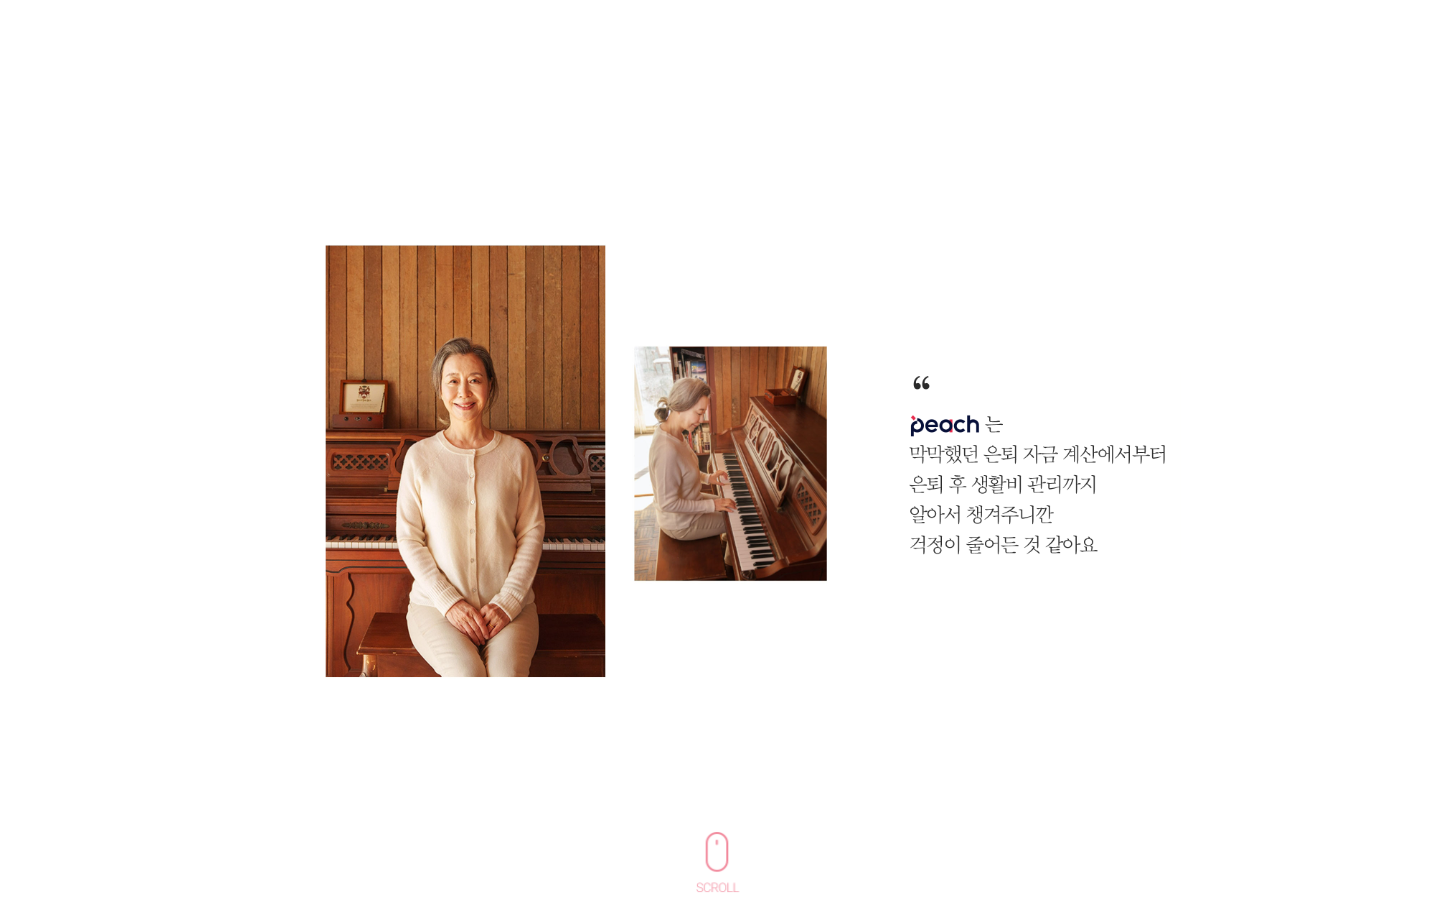 “
peach 는
막막했던 은퇴 자금 계산에서부터
은퇴 후 생활비 관리까지
알아서 챙겨주니깐
걱정이 줄어든 것 같아요
SCROLL